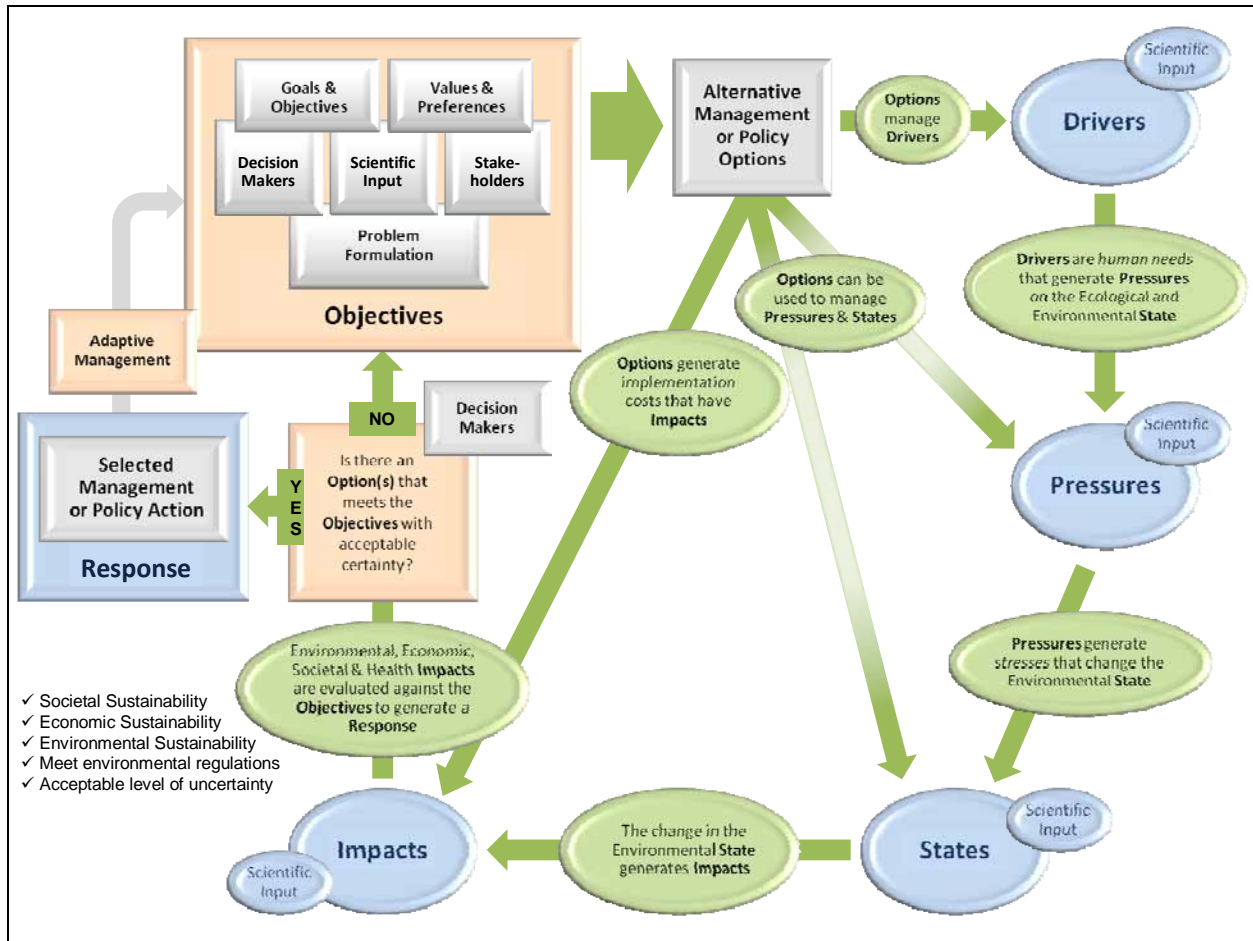 Goals &
Objectives
Values &
Preferences
Decision
Makers
Scientific
Input
Stake-
holders
Problem
Formulation
Objectives
Alternative
Management
or Policy
Options
Options
manage
Drivers
Scientific
Input
Drivers
Drivers are human needs
that generate Pressures
on the Ecological and
Environmental State
Options can be
used to manage
Pressures & States
Options generate
implementation
costs that have
Impacts
Scientific
Input
Pressures
Pressures generate
stresses that change the
Environmental State
Adaptive
Management
NO
Decision
Makers
Selected
Management
or Policy Action
Response
Y
E
S
Is there an
Option(s) that
meets the
Objectives with
acceptable
certainty?
Environmental, Economic,
Societal & Health Impacts
are evaluated against the
Objectives to generate a
Response
✓ Societal Sustainability
✓ Economic Sustainability
✓ Environmental Sustainability
✓ Meet environmental regulations
✓ Acceptable level of uncertainty
Impacts
Scientific
Input
The change in the
Environmental State
generates Impacts
States
Scientific
Input